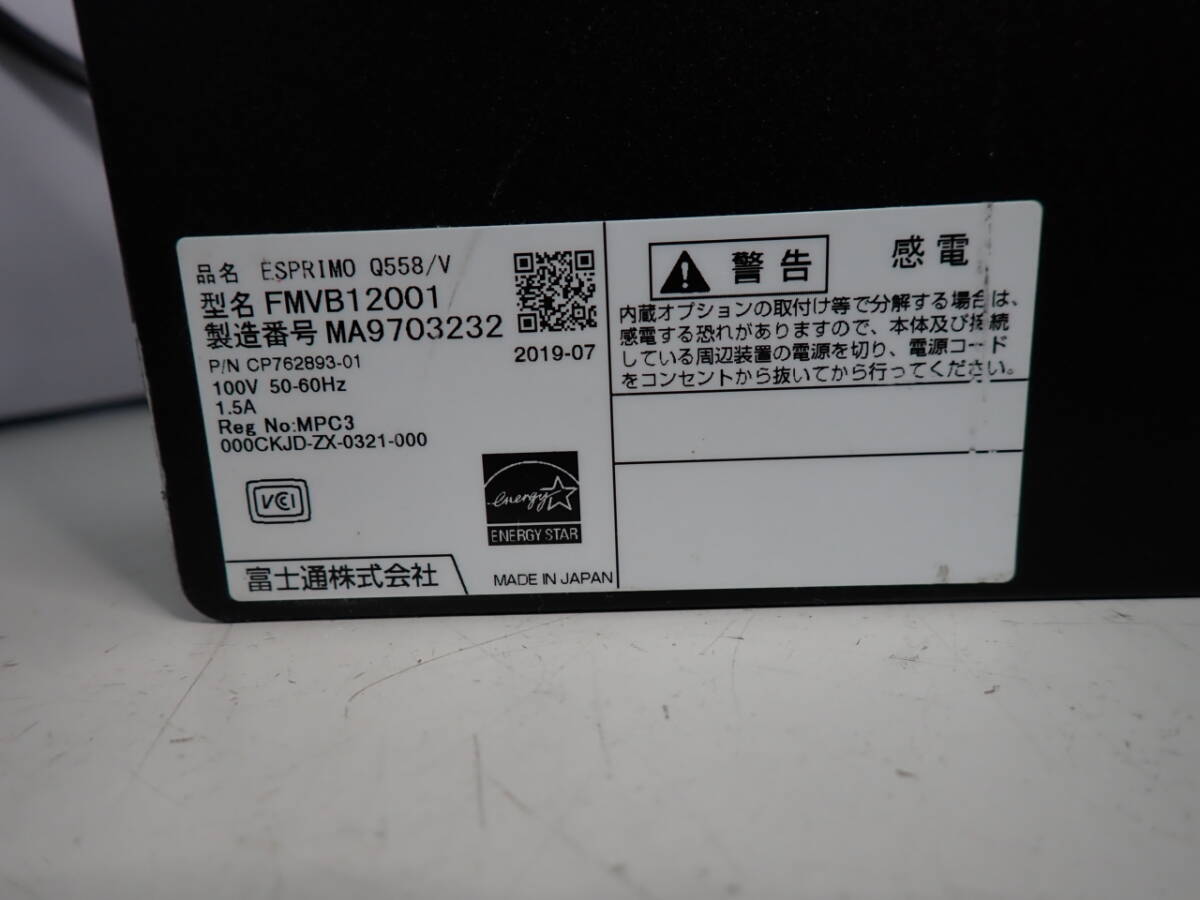 品名 ESPRIMO Q558/V
型名 FMVB12001
製造番号 MA9703232
2019-07
P/N CP762893-01
100V 50-60Hz
1.5A
Reg No:MPC3
000CKJD-ZX-0321-000
VCCI
energy
ENERGY STAR
富士通株式会社
MADE IN JAPAN
警告 感電
内蔵オプションの取付け等で分解する場合は、
感電する恐れがありますので、本体及び接続
している周辺装置の電源を切り、電源コード
をコンセントから抜いてから行ってください。